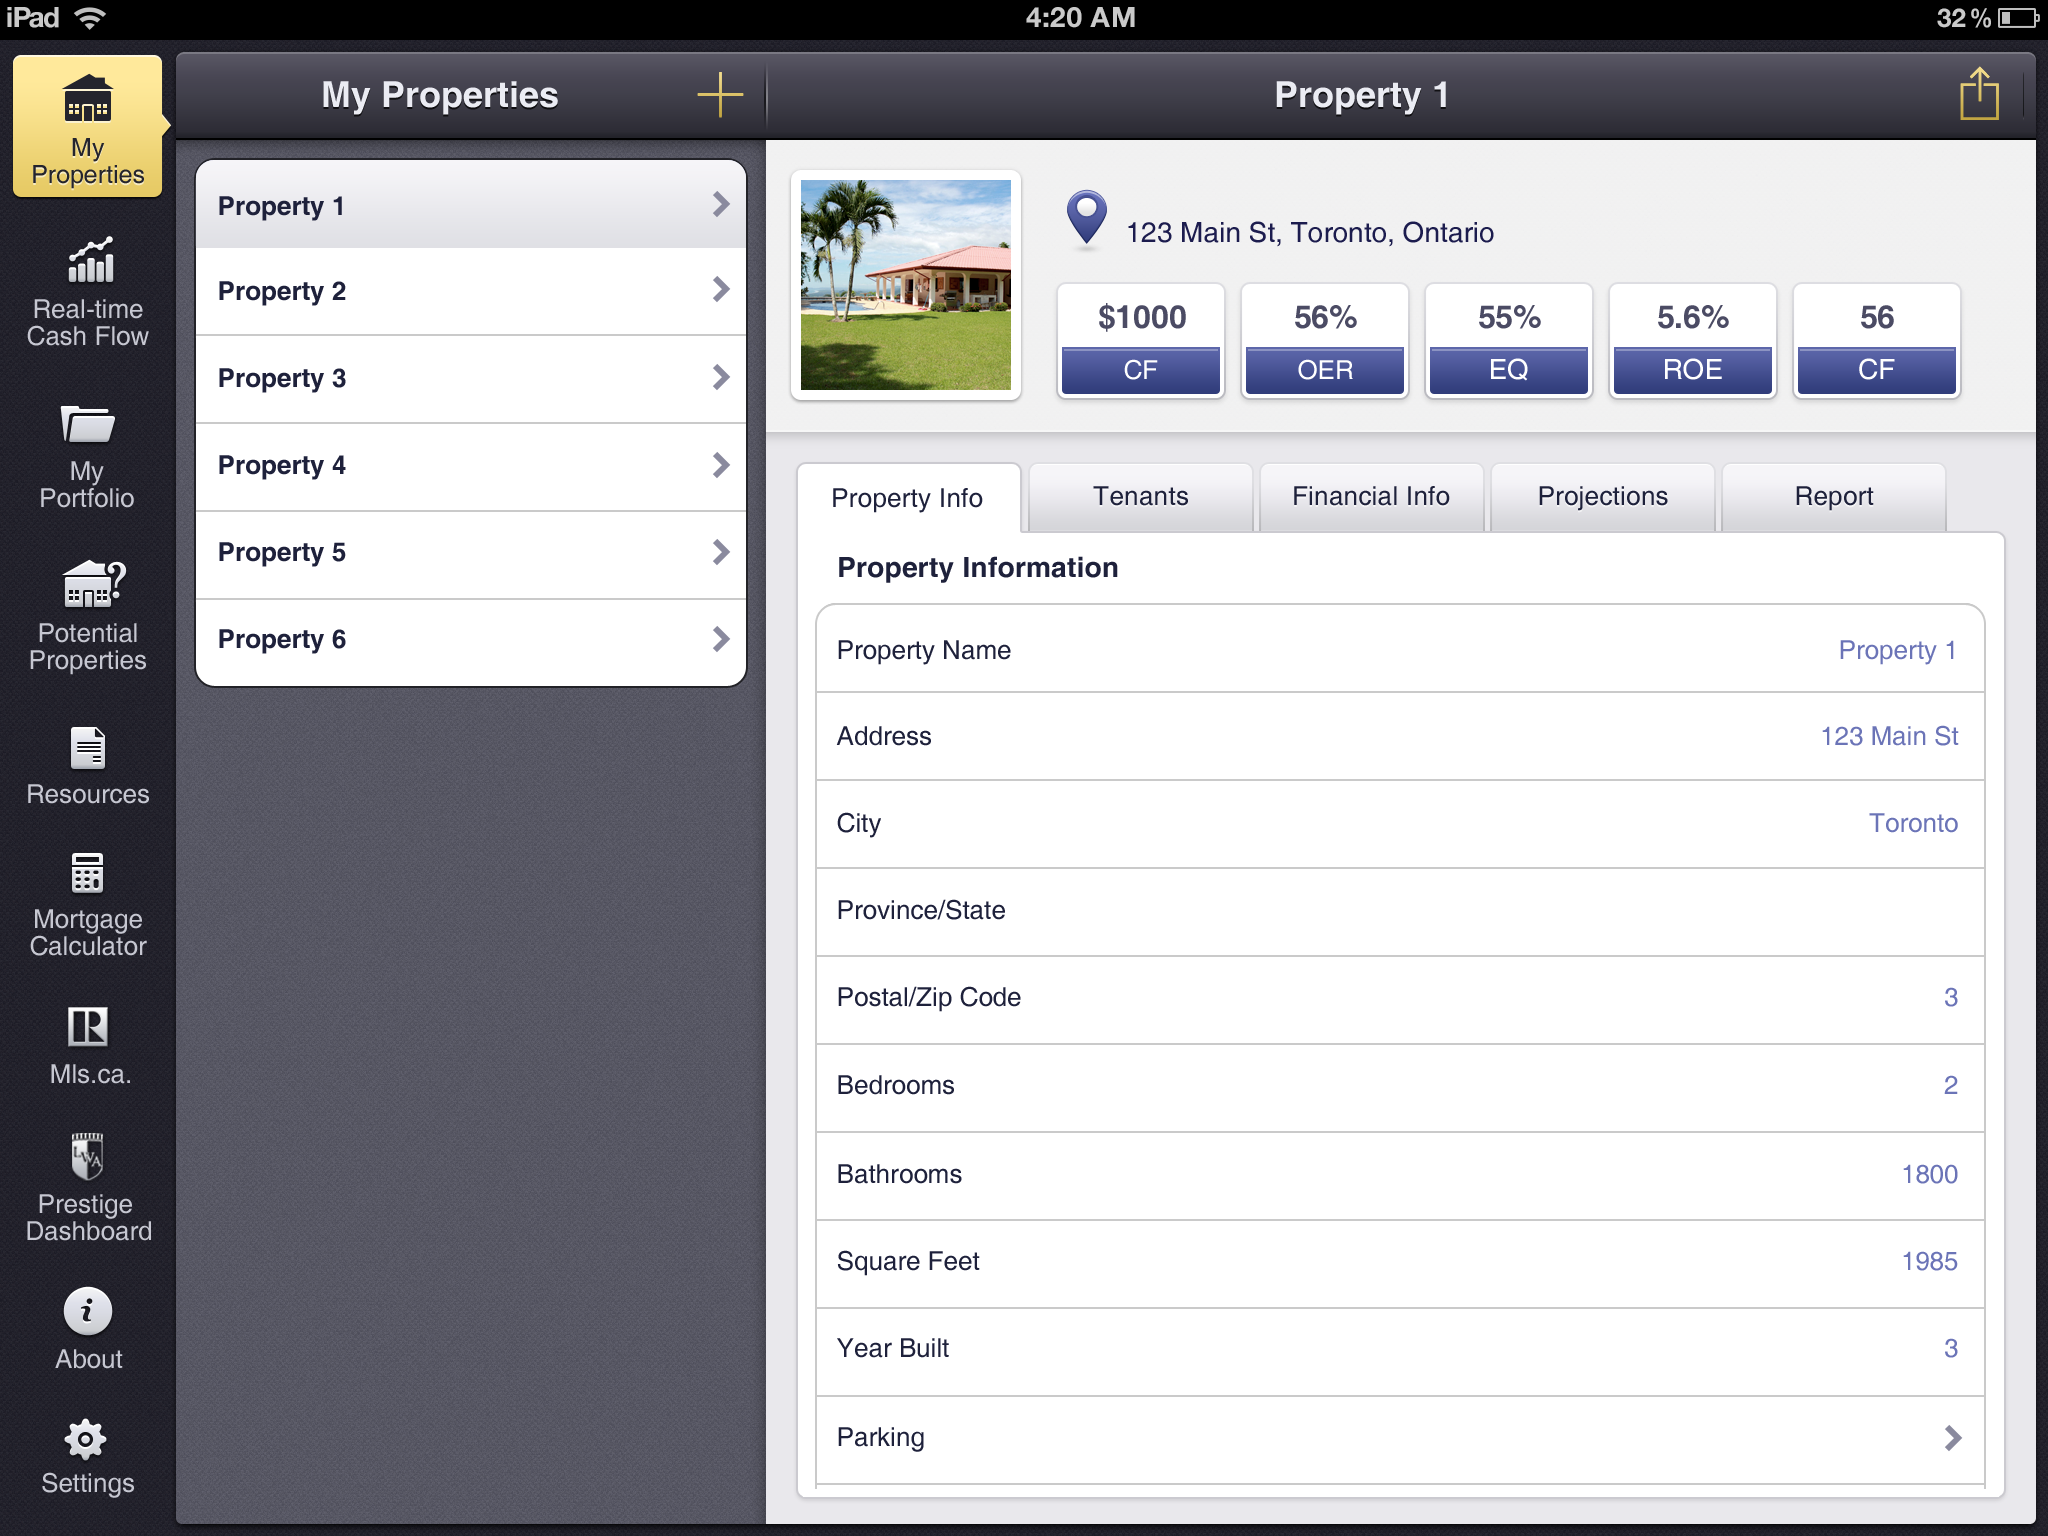 iPad
4:20 AM
32 %
My
Properties
Real-time
Cash Flow
My
Portfolio
?
Potential
Properties
Resources
Mortgage
Calculator
R
Mls.ca.
LWA
Prestige
Dashboard
i
About
Settings
My Properties
Property 1
Property 2
Property 3
Property 4
Property 5
Property 6
Property 1
123 Main St, Toronto, Ontario
$1000
CF
56%
OER
55%
EQ
5.6%
ROE
56
CF
Property Info
Tenants
Financial Info
Projections
Report
Property Information
Property Name Property 1
Address 123 Main St
City Toronto
Province/State
Postal/Zip Code 3
Bedrooms 2
Bathrooms 1800
Square Feet 1985
Year Built 3
Parking